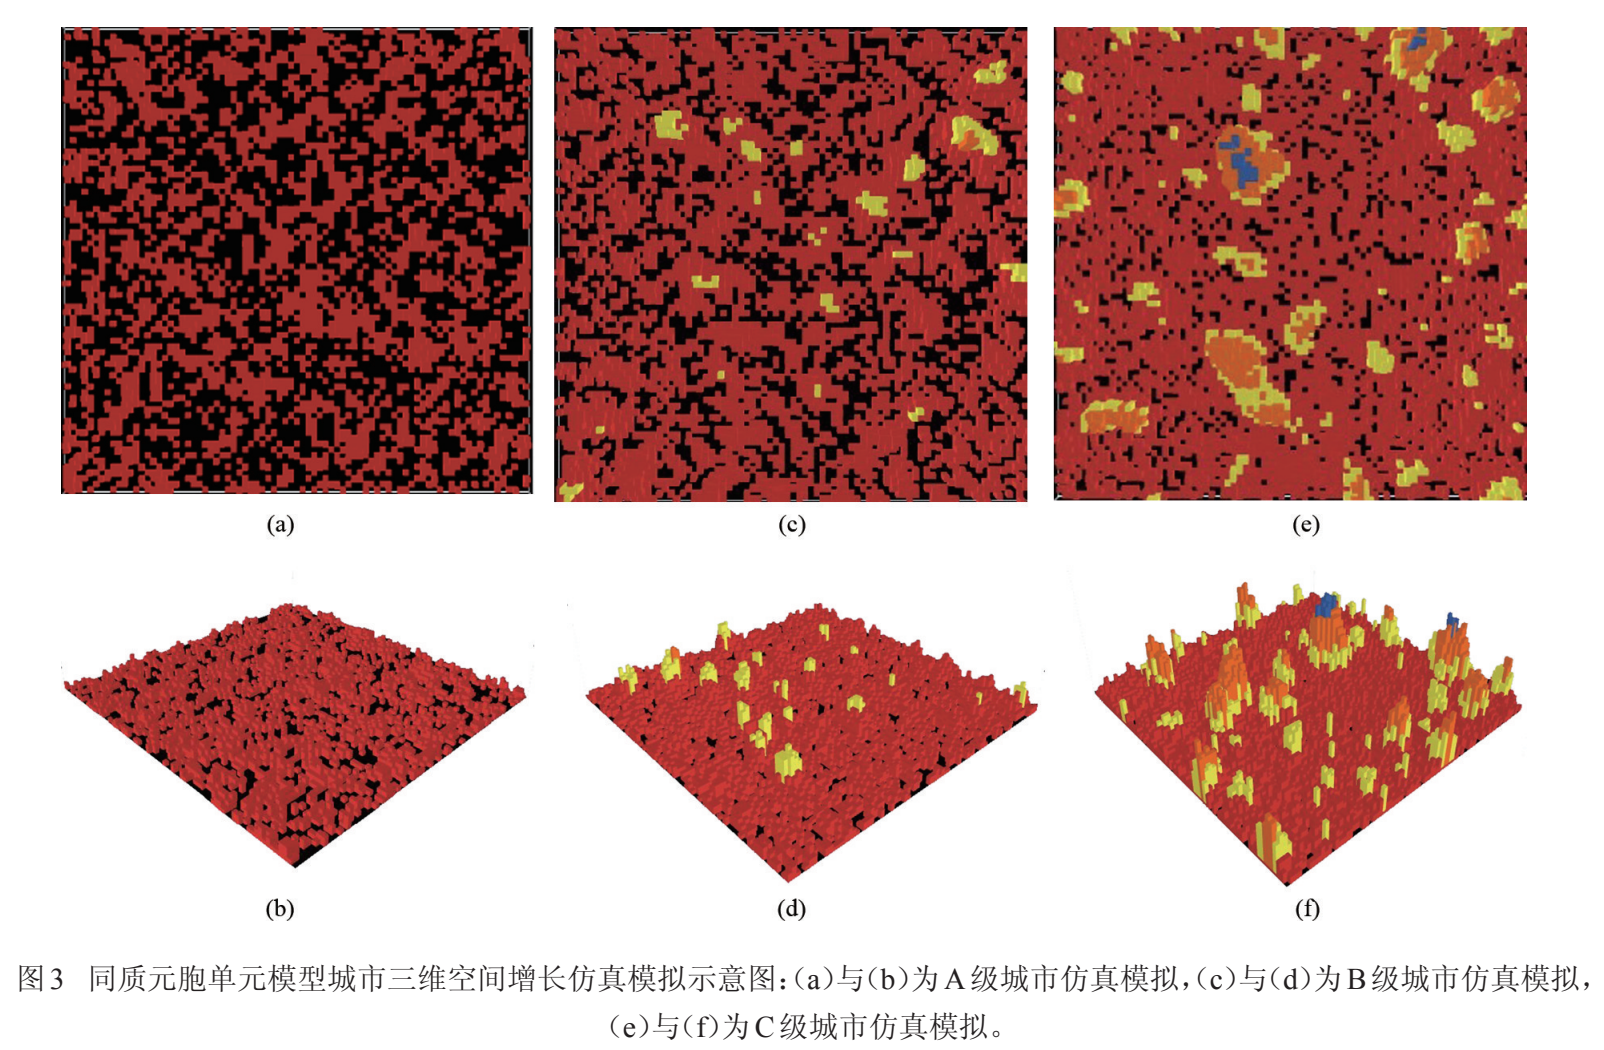 (a)
(c)
(e)
(b)
(d)
(f)
图3 同质元胞单元模型城市三维空间增长仿真模拟示意图:(a)与(b)为A级城市仿真模拟,(c)与(d)为B级城市仿真模拟,
(e)与(f)为C级城市仿真模拟。